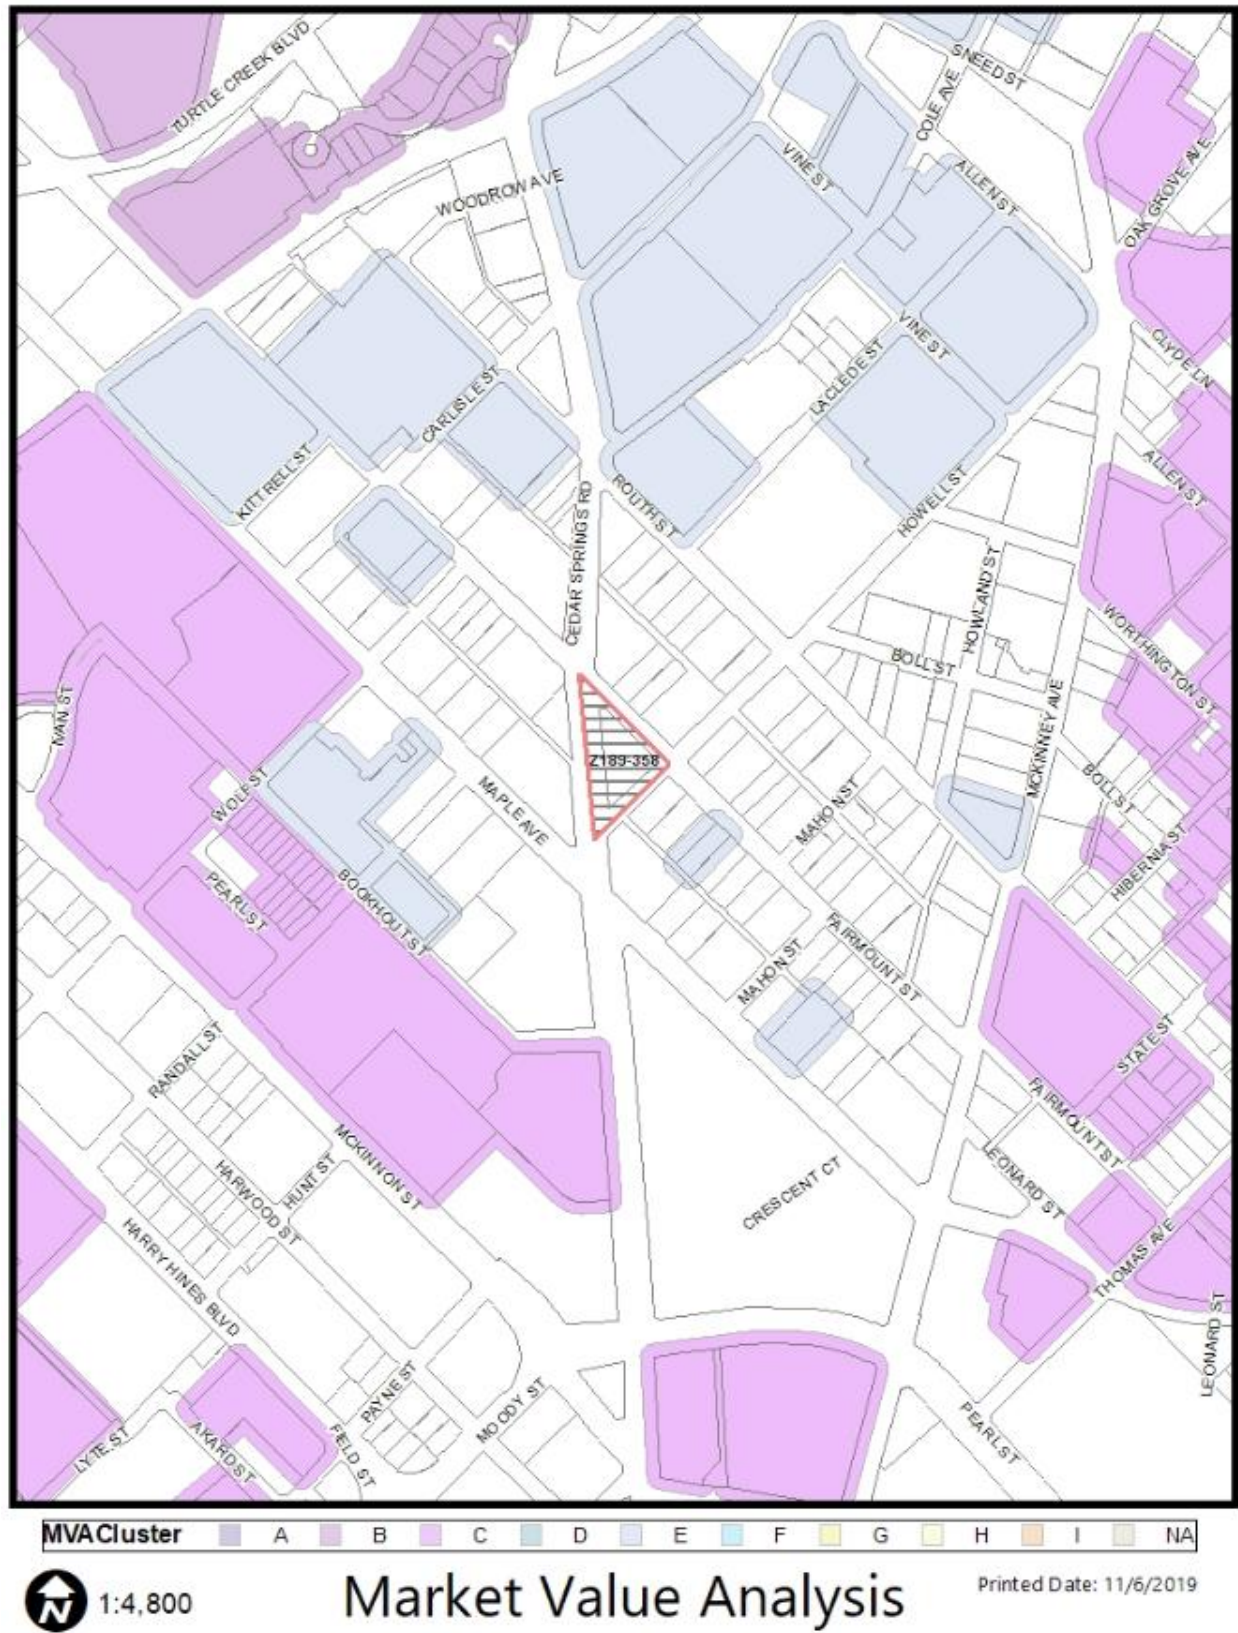 TURTLE CREEK BLVD
SNEED ST
COLE AVE
VINE ST
ALLEN ST
OAK GROVE AVE
WOODROW AVE
VINE ST
CLYDE LN
LACLEDE ST
CARLISLE ST
KITTRELL ST
ROUTH ST
HOWELL ST
ALLEN ST
CEDAR SPRINGS RD
HOWLAND ST
WORTHINGTON ST
BOLL ST
IVAN ST
MCKINNEY AVE
Z189-358
WOLF ST
MAPLE AVE
MAHON ST
BOLL ST
HIBERNIA ST
PEARL ST
BOOKHOUT ST
FAIRMOUNT ST
MAHON ST
RANDALL ST
STATE ST
FAIRMOUNT ST
MCKINNON ST
HARWOOD ST
HUNT ST
LEONARD ST
CRESCENT CT
HARRY HINES BLVD
THOMAS AVE
LEONARD ST
PAYNE ST
MOODY ST
PEARL ST
LYTE ST
AKARD ST
FIELD ST
MVACluster A B C D E F G H I NA
N
1:4,800
Market Value Analysis
Printed Date: 11/6/2019